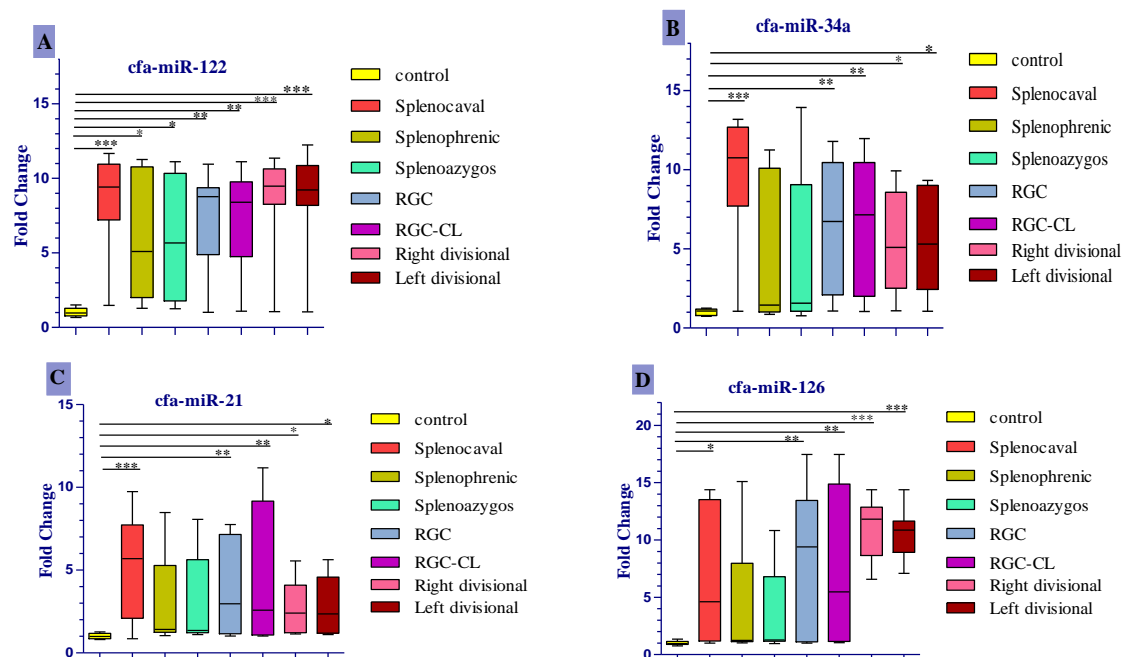 A
cfa-miR-122
Fold Change
15
10
5
0
***
*
*
**
**
***
***
control
Splenocaval
Splenophrenic
Splenoazygos
RGC
RGC-CL
Right divisional
Left divisional
B
cfa-miR-34a
Fold Change
15
10
5
0
***
**
**
*
*
control
Splenocaval
Splenophrenic
Splenoazygos
RGC
RGC-CL
Right divisional
Left divisional
C
cfa-miR-21
Fold Change
15
10
5
0
***
**
**
*
*
control
Splenocaval
Splenophrenic
Splenoazygos
RGC
RGC-CL
Right divisional
Left divisional
D
cfa-miR-126
Fold Change
20
15
10
5
0
*
**
**
***
***
control
Splenocaval
Splenophrenic
Splenoazygos
RGC
RGC-CL
Right divisional
Left divisional